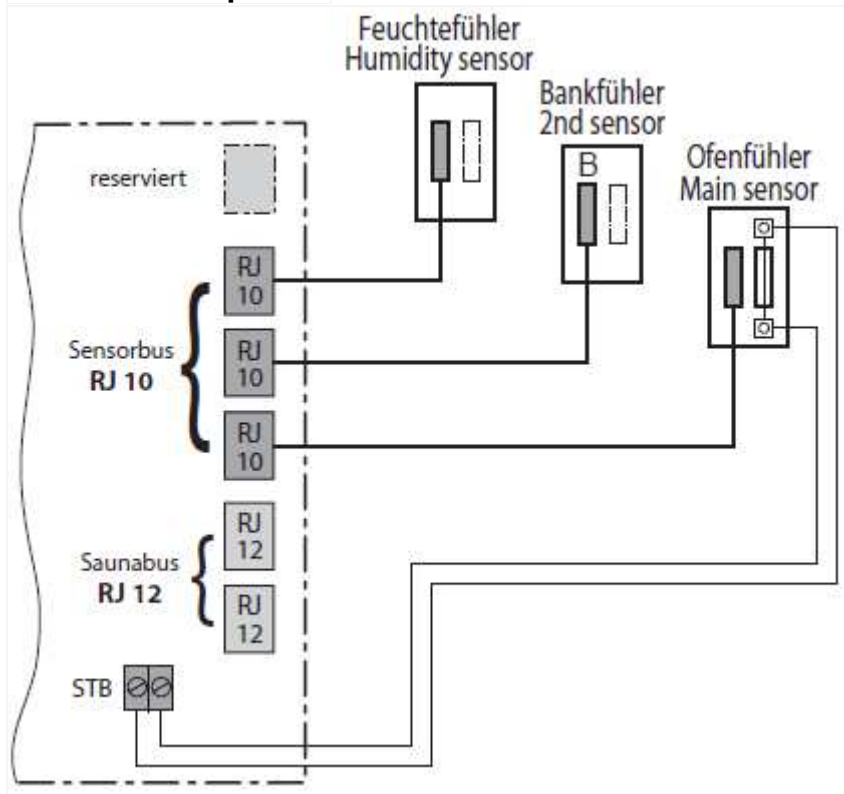 Feuchtefühler
Humidity sensor
Bankfühler
2nd sensor
B
Ofenfühler
Main sensor
reserviert
RJ
10
RJ
10
RJ
10
Sensorbus
RJ 10
RJ
12
RJ
12
Saunabus
RJ 12
STB